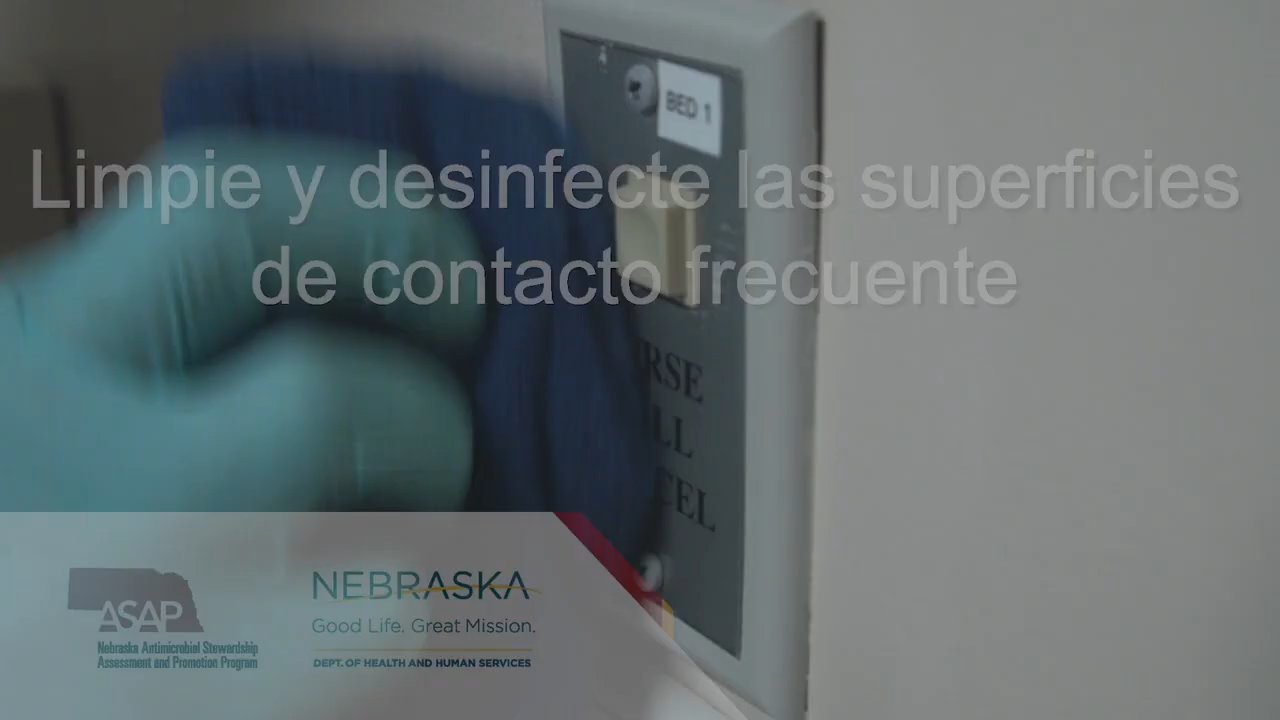 BED 1
Limpie y desinfecte las superficies
de contacto frecuente
ASAP
Nebraska Antimicrobial Stewardship
Assessment and Promotion Program
NEBRASKA
Good Life. Great Mission.
DEPT. OF HEALTH AND HUMAN SERVICES